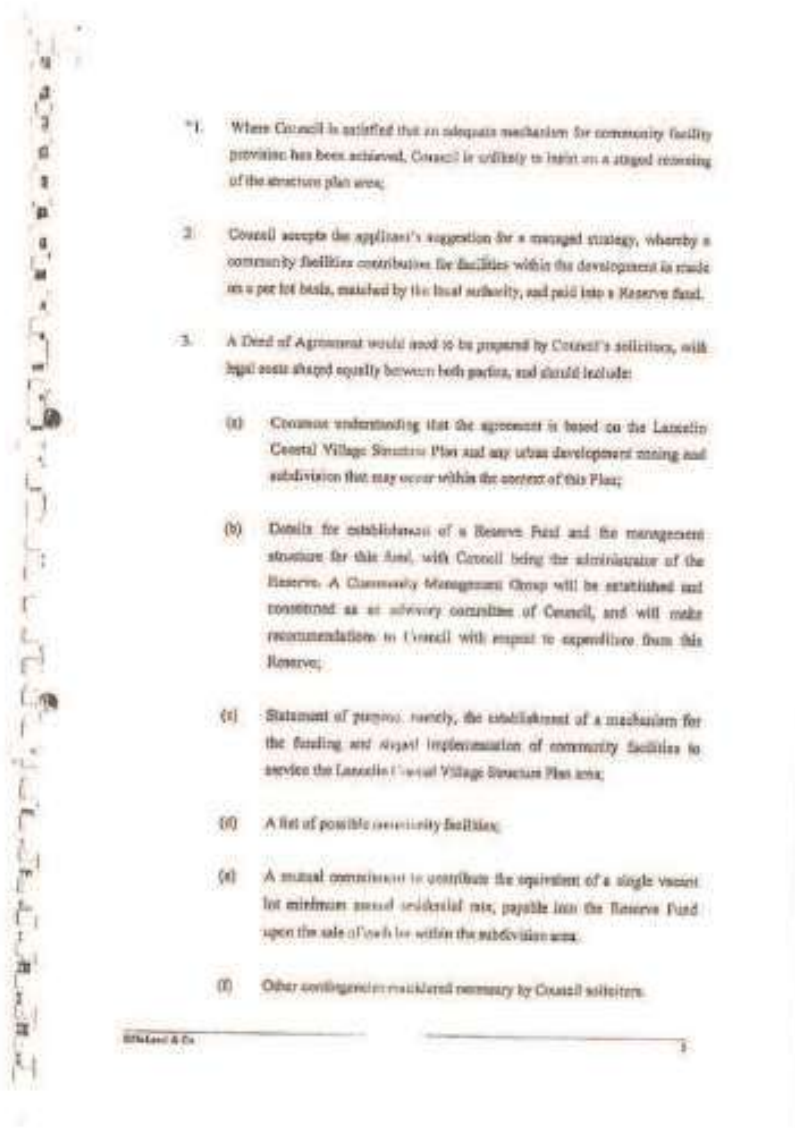 "1. Where Council is satisfied that an adequate mechanism for community facility
provision has been achieved, Council is unlikely to insist on a staged rezoning
of the structure plan area;
2. Council accepts the applicant's suggestion for a managed strategy, whereby a
community facilities contribution for facilities within the development is made
on a per lot basis, matched by the local authority, and paid into a Reserve fund.
3. A Deed of Agreement would need to be prepared by Council's solicitors, with
legal costs shared equally between both parties, and should include:
(a) Common understanding that the agreement is based on the Lancelin
Coastal Village Structure Plan and any urban development zoning and
subdivision that may occur within the context of this Plan;
(b) Details for establishment of a Reserve Fund and the management
structure for this fund, with Council being the administrator of the
Reserve. A Community Management Group will be established and
as an advisory committee of Council, and will make
recommendations to Council with respect to expenditure from this
Reserve;
(c) Statement of purpose, namely, the establishment of a mechanism for
the funding and staged implementation of community facilities to
service the Lancelin Coastal Village Structure Plan area;
(d) A list of possible community facilities;
(e) A mutual commitment to contribute the equivalent of a single vacant
lot minimum annual residential rate, payable into the Reserve Fund
upon the sale of each lot within the subdivision area.
(f) Other contingencies considered necessary by Council solicitors.
& Co